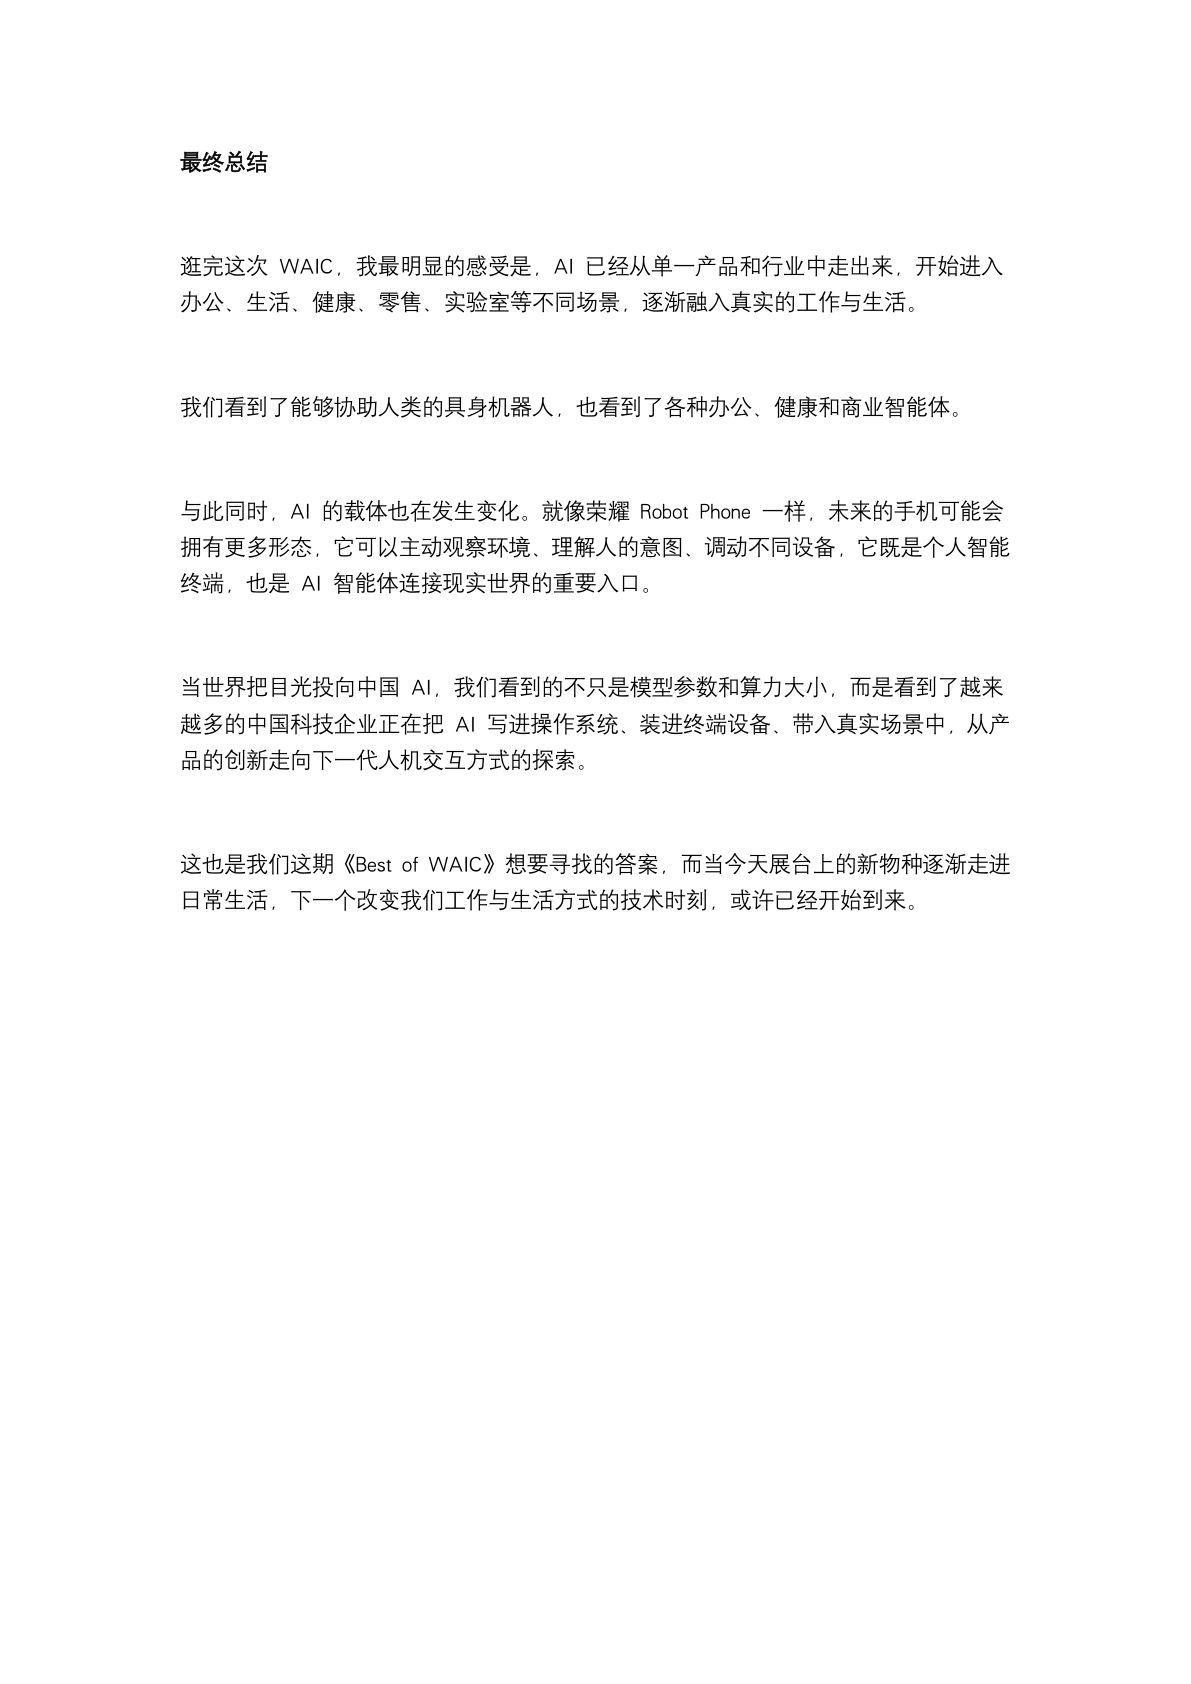 最终总结
逛完这次 WAIC，我最明显的感受是，AI 已经从单一产品和行业中走出来，开始进入
办公、生活、健康、零售、实验室等不同场景，逐渐融入真实的工作与生活。
我们看到了能够协助人类的具身机器人，也看到了各种办公、健康和商业智能体。
与此同时，AI 的载体也在发生变化。就像荣耀 Robot Phone 一样，未来的手机可能会
拥有更多形态，它可以主动观察环境、理解人的意图、调动不同设备，它既是个人智能
终端，也是 AI 智能体连接现实世界的重要入口。
当世界把目光投向中国 AI，我们看到的不只是模型参数和算力大小，而是看到了越来
越多的中国科技企业正在把 AI 写进操作系统、装进终端设备、带入真实场景中，从产
品的创新走向下一代人机交互方式的探索。
这也是我们这期《Best of WAIC》想要寻找的答案，而当今天展台上的新物种逐渐走进
日常生活，下一个改变我们工作与生活方式的技术时刻，或许已经开始到来。